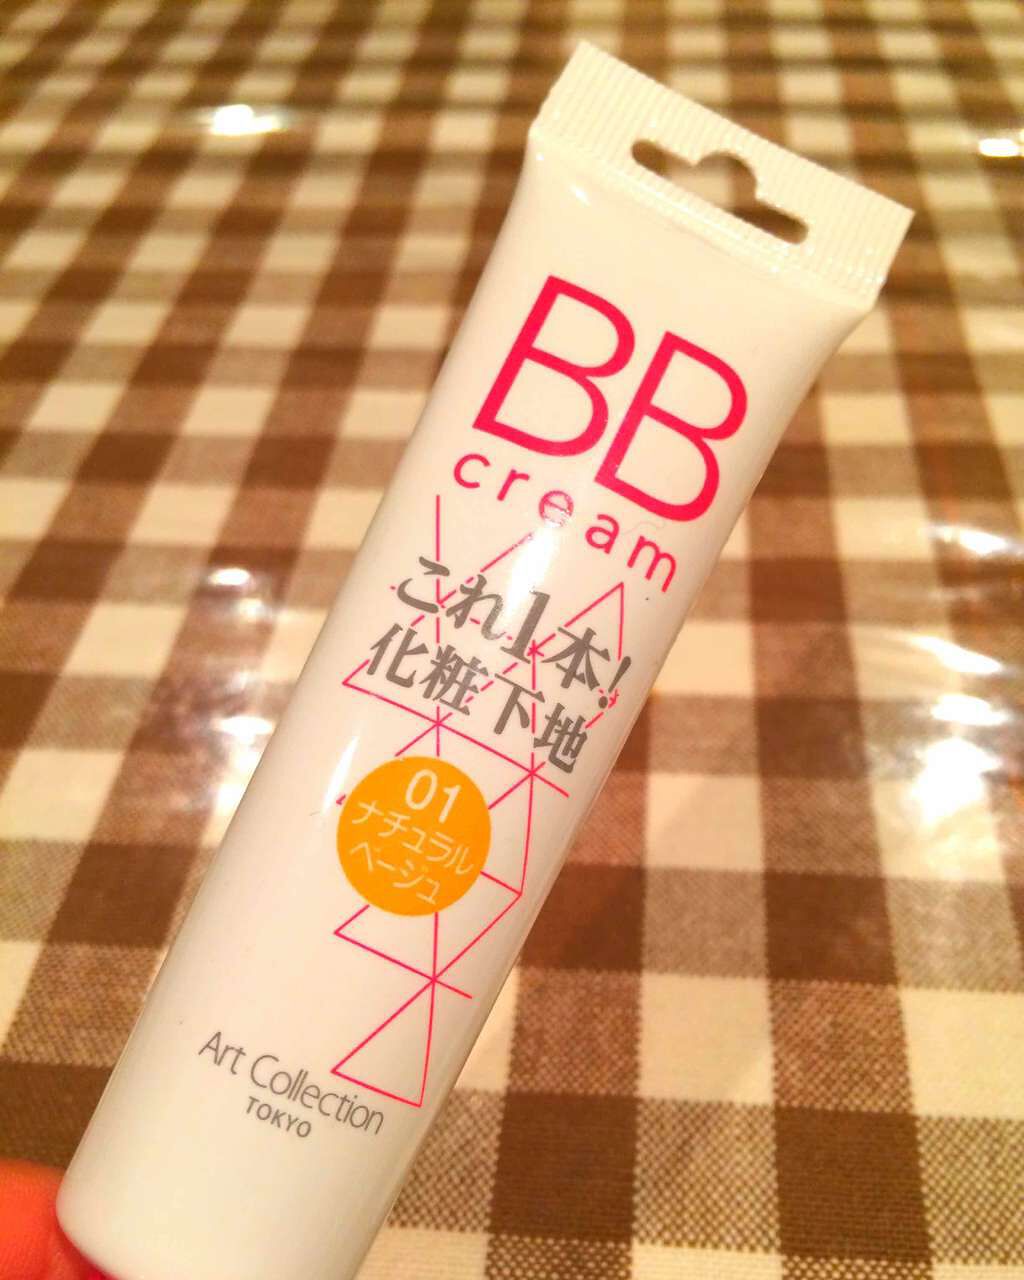 BB
cream
これ1本!
化粧下地
01
ナチュラル
ベージュ
Art Collection
TOKYO